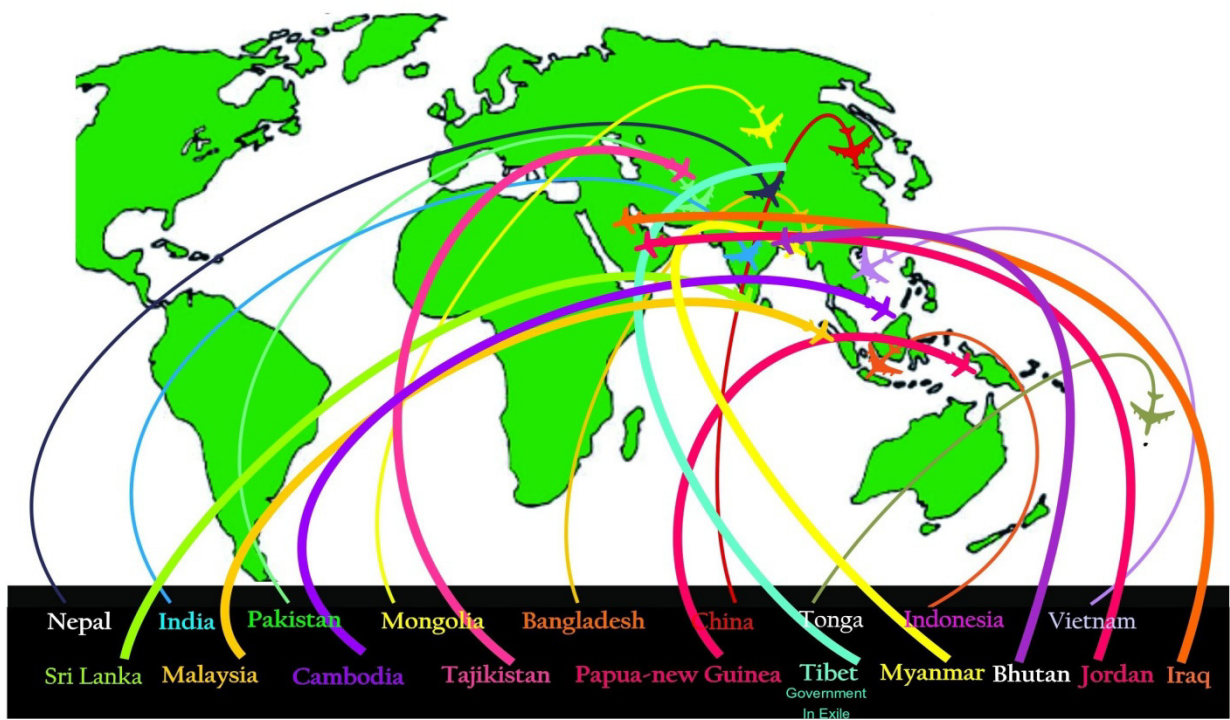 Nepal India Pakistan Mongolia Bangladesh China Tonga Indonesia Vietnam
Sri Lanka Malaysia Cambodia Tajikistan Papua-new Guinea Tibet Myanmar Bhutan Jordan Iraq
Government
In Exile